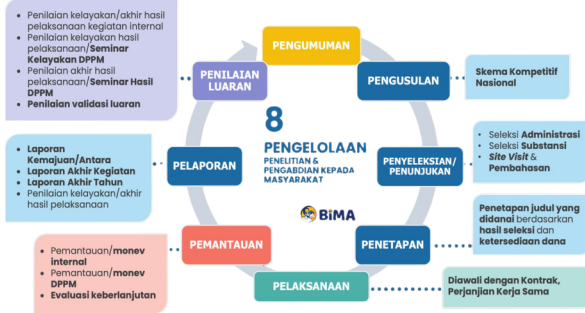 • Penilaian kelayakan/akhir hasil
pelaksanaan kegiatan internal
• Penilaian kelayakan hasil
pelaksanaan/Seminar
Kelayakan DPPM
• Penilaian akhir hasil
pelaksanaan/Seminar Hasil
DPPM
• Penilaian validasi luaran
PENILAIAN
LUARAN
PENGUMUMAN
PENGUSULAN
Skema Kompetitif
Nasional
8
PENGELOLAAN
PENELITIAN &
PENGABDIAN KEPADA
MASYARAKAT
BIMA
PENYELEKSIAN/
PENUNJUKAN
• Seleksi Administrasi
• Seleksi Substansi
• Site Visit &
Pembahasan
PENETAPAN
Penetapan judul yang
didanai berdasarkan
hasil seleksi dan
ketersediaan dana
PELAKSANAAN
Diawali dengan Kontrak,
Perjanjian Kerja Sama
PEMANTAUAN
• Pemantauan/monev
internal
• Pemantauan/monev
DPPM
• Evaluasi keberlanjutan
PELAPORAN
• Laporan
Kemajuan/Antara
• Laporan Akhir Kegiatan
• Laporan Akhir Tahun
• Penilaian kelayakan/akhir
hasil pelaksanaan